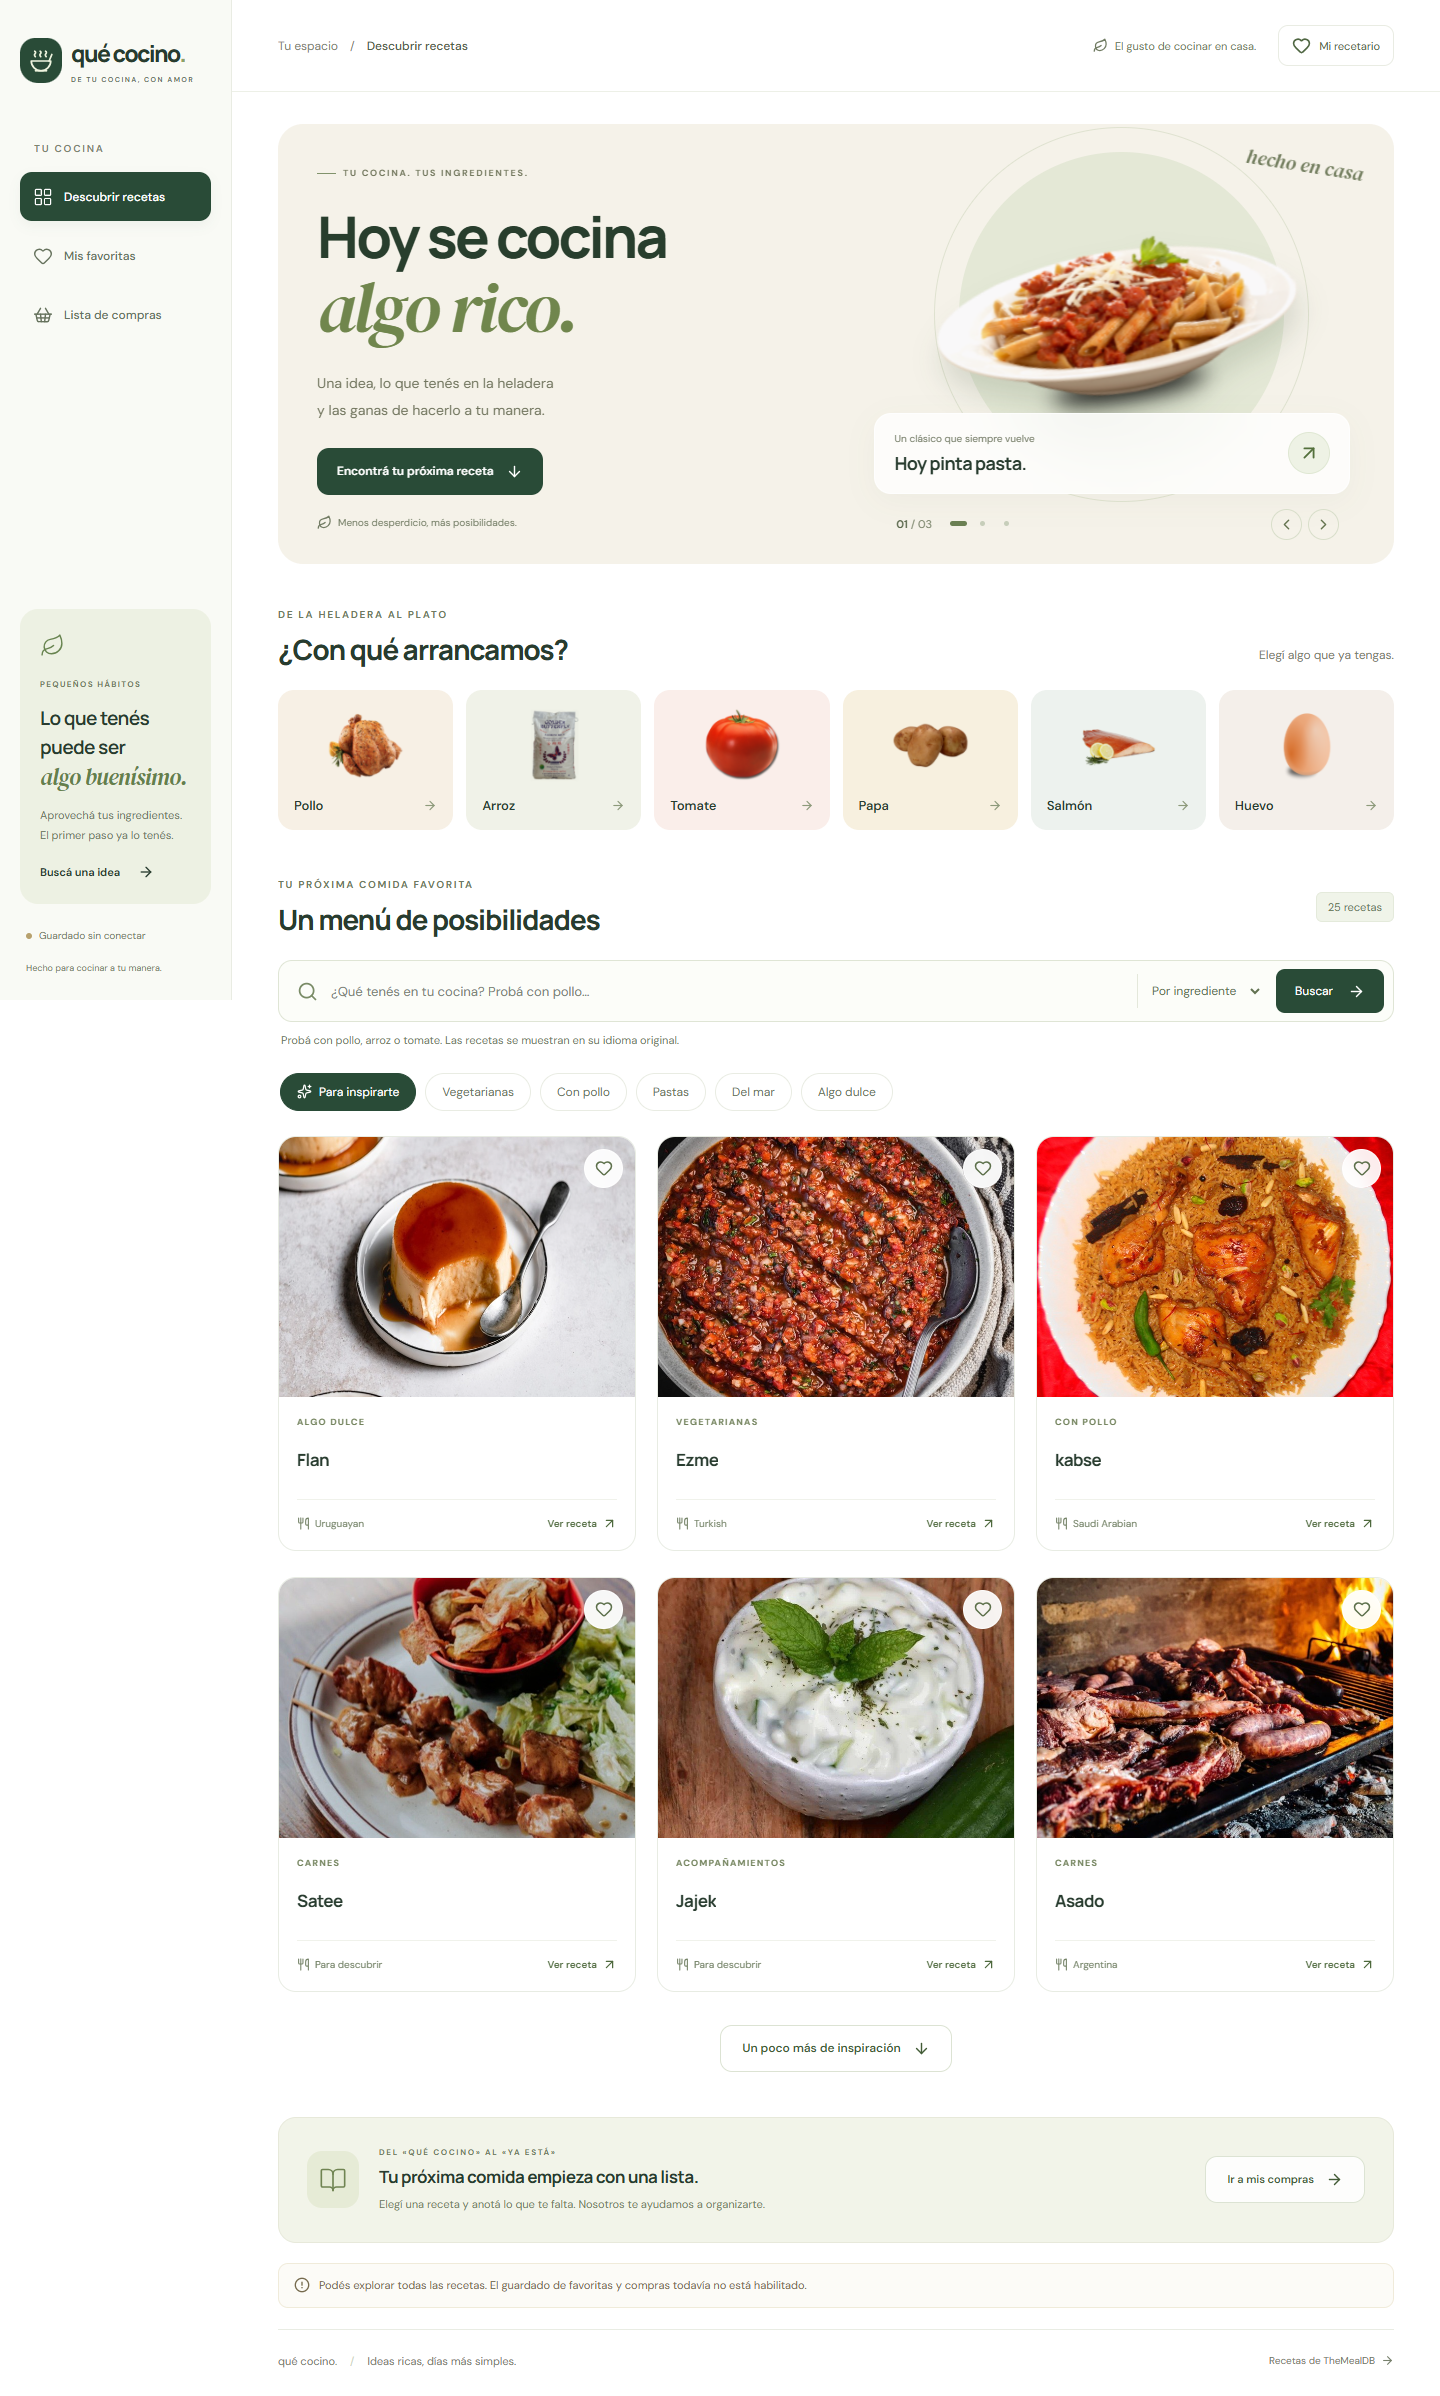 qué cocino.
DE TU COCINA, CON AMOR
TU COCINA
Descubrir recetas
Mis favoritas
Lista de compras
PEQUEÑOS HÁBITOS
Lo que tenés
puede ser
algo buenísimo.
Aprovechá tus ingredientes.
El primer paso ya lo tenés.
Buscá una idea
Guardado sin conectar
Hecho para cocinar a tu manera.
Tu espacio / Descubrir recetas
El gusto de cocinar en casa.
Mi recetario
TU COCINA. TUS INGREDIENTES.
Hoy se cocina
algo rico.
Una idea, lo que tenés en la heladera
y las ganas de hacerlo a tu manera.
Encontrá tu próxima receta
Menos desperdicio, más posibilidades.
hecho en casa
Un clásico que siempre vuelve
Hoy pinta pasta.
01 / 03
DE LA HELADERA AL PLATO
¿Con qué arrancamos?
Elegí algo que ya tengas.
Pollo
Arroz
Tomate
Papa
Salmón
Huevo
TU PRÓXIMA COMIDA FAVORITA
Un menú de posibilidades
25 recetas
¿Qué tenés en tu cocina? Probá con pollo...
Por ingrediente
Buscar
Probá con pollo, arroz o tomate. Las recetas se muestran en su idioma original.
Para inspirarte
Vegetarianas
Con pollo
Pastas
Del mar
Algo dulce
ALGO DULCE
Flan
Uruguayan
Ver receta
VEGETARIANAS
Ezme
Turkish
Ver receta
CON POLLO
kabse
Saudi Arabian
Ver receta
CARNES
Satee
Para descubrir
Ver receta
ACOMPAÑAMIENTOS
Jajek
Para descubrir
Ver receta
CARNES
Asado
Argentina
Ver receta
Un poco más de inspiración
DEL «QUÉ COCINO» AL «YA ESTÁ»
Tu próxima comida empieza con una lista.
Elegí una receta y anotá lo que te falta. Nosotros te ayudamos a organizarte.
Ir a mis compras
Podés explorar todas las recetas. El guardado de favoritas y compras todavía no está habilitado.
qué cocino. / Ideas ricas, días más simples.
Recetas de TheMealDB